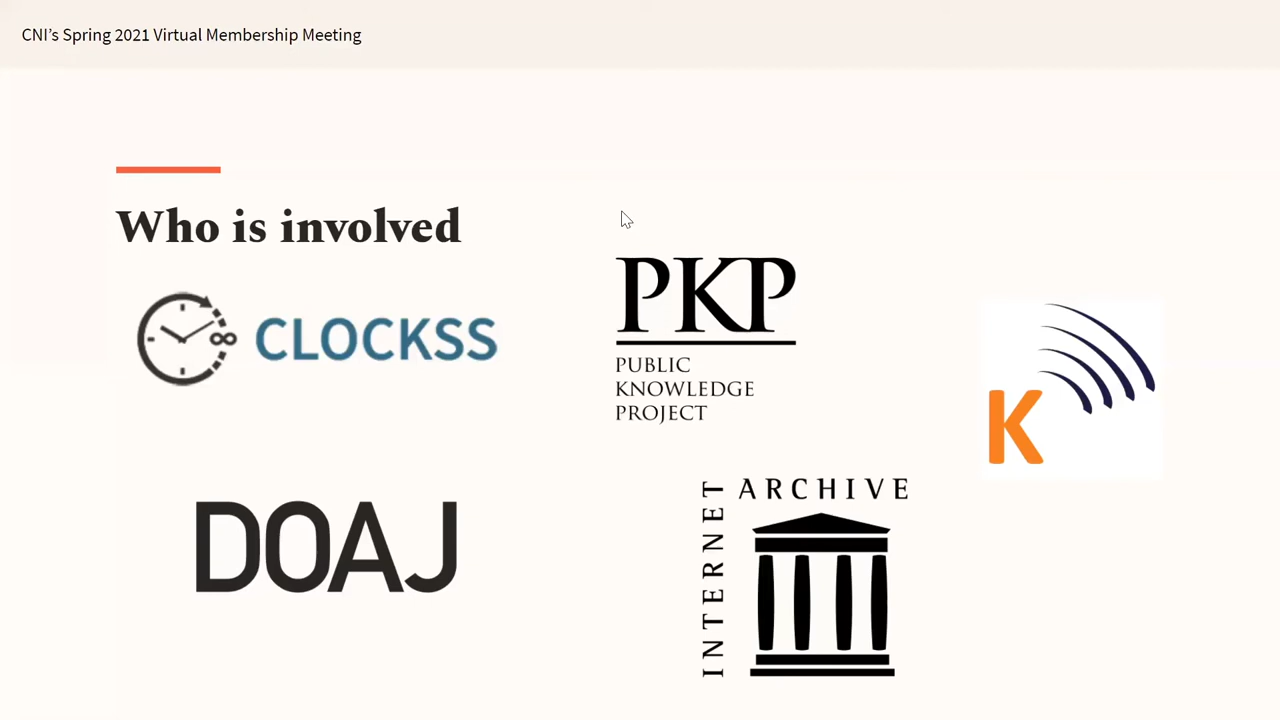 CNI's Spring 2021 Virtual Membership Meeting
Who is involved
CLOCKSS
PKP
PUBLIC
KNOWLEDGE
PROJECT
K
DOAJ
INTERNET
ARCHIVE